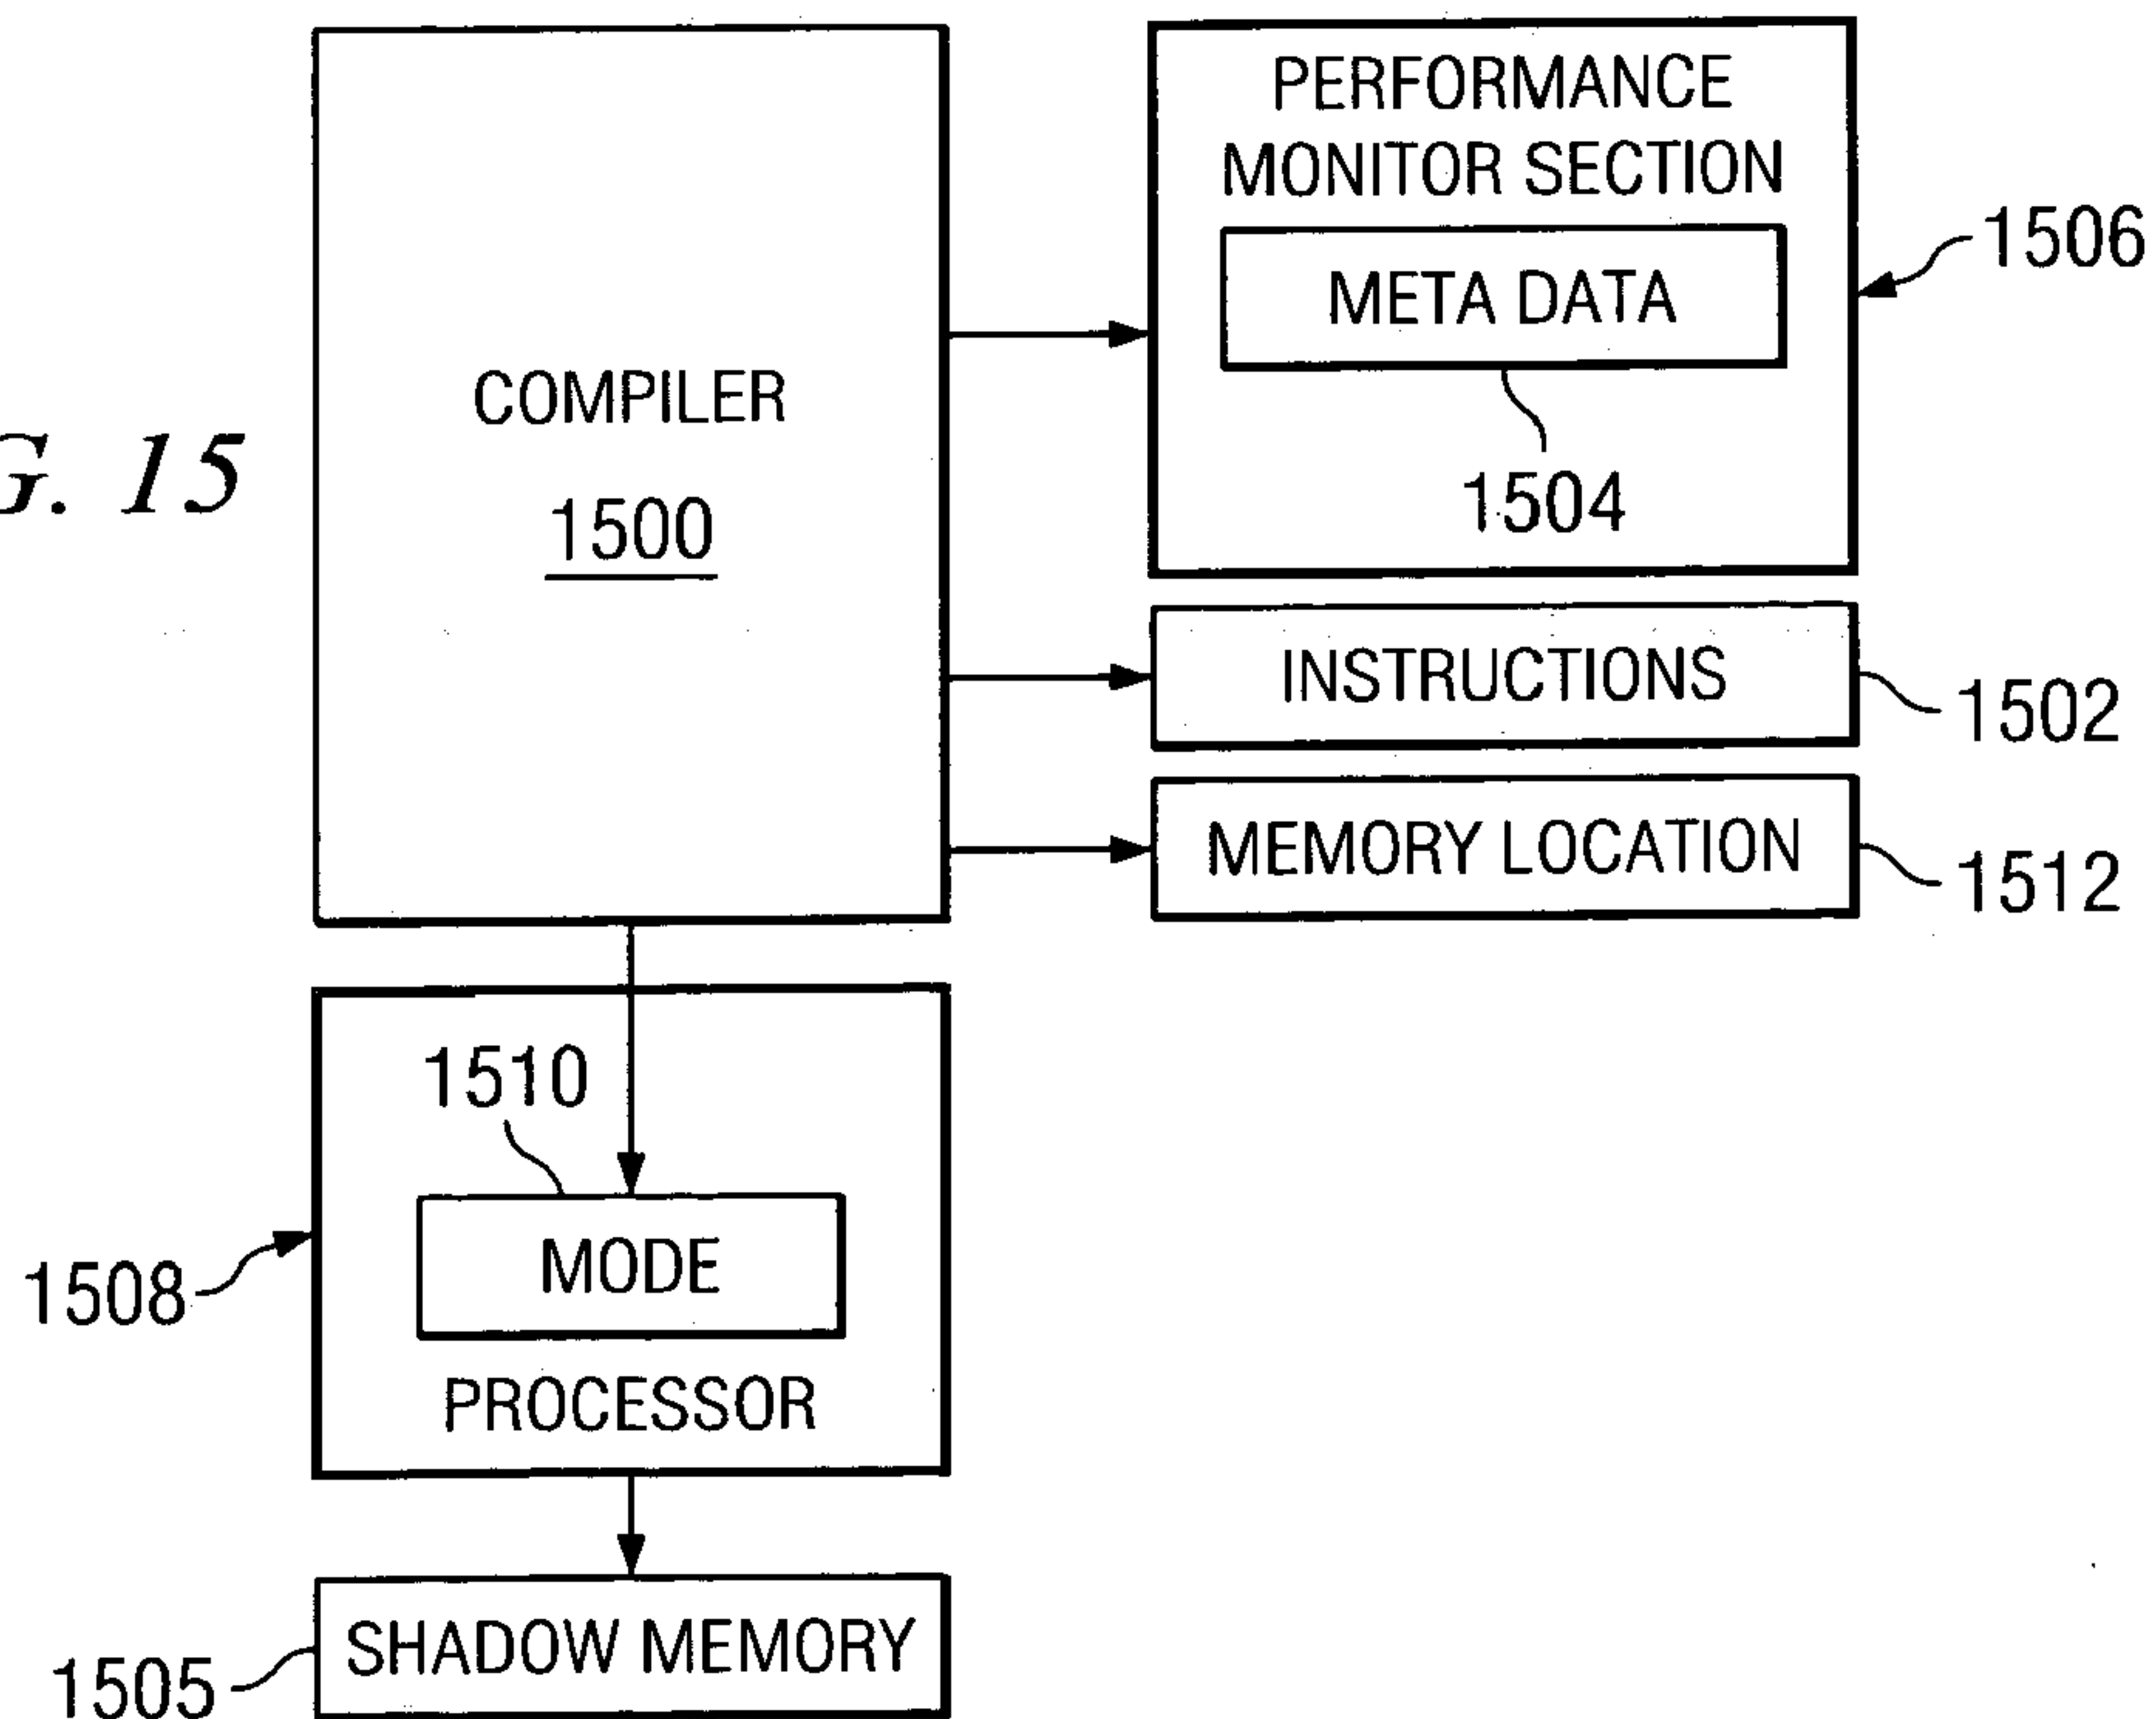 G. 15
COMPILER
1500
PERFORMANCE
MONITOR SECTION
META DATA
1504
1506
INSTRUCTIONS
1502
MEMORY LOCATION
1512
1510
MODE
PROCESSOR
1508
SHADOW MEMORY
1505